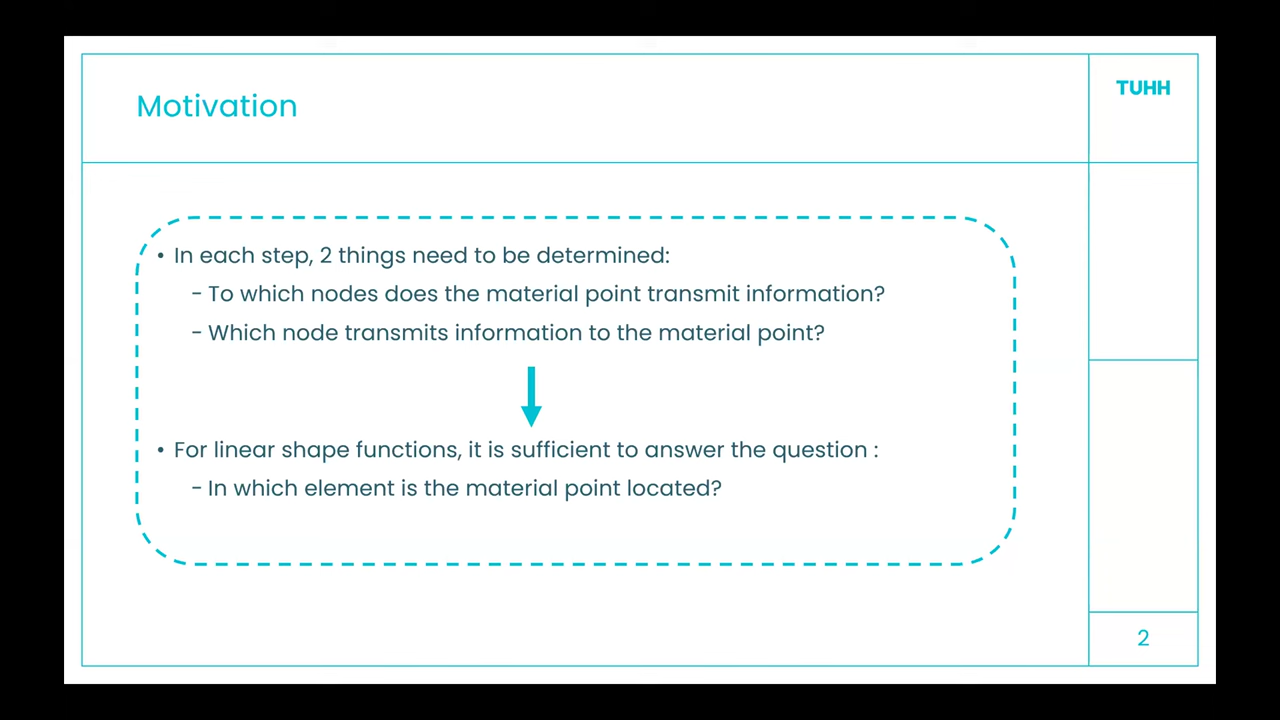 Motivation
TUHH
• In each step, 2 things need to be determined:
- To which nodes does the material point transmit information?
- Which node transmits information to the material point?
• For linear shape functions, it is sufficient to answer the question :
- In which element is the material point located?
2